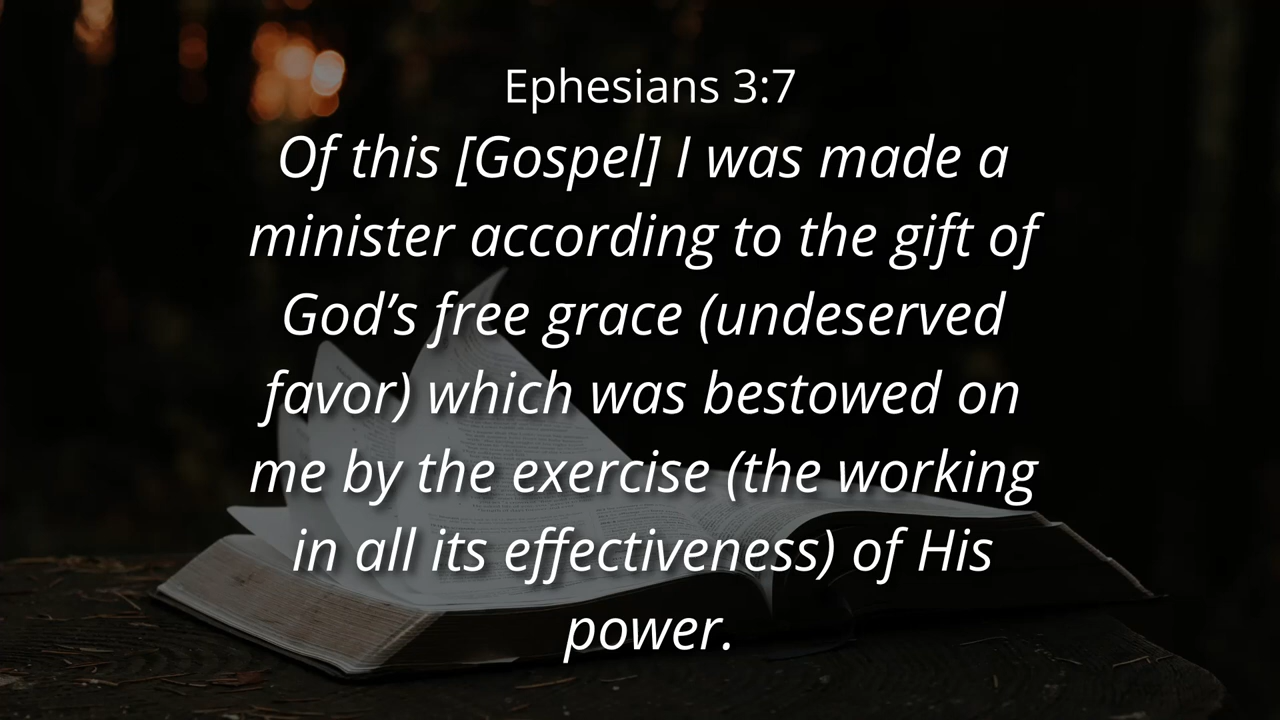 Ephesians 3:7
Of this [Gospel] I was made a
minister according to the gift of
God’s free grace (undeserved
favor) which was bestowed on
me by the exercise (the working
in all its effectiveness) of His
power.